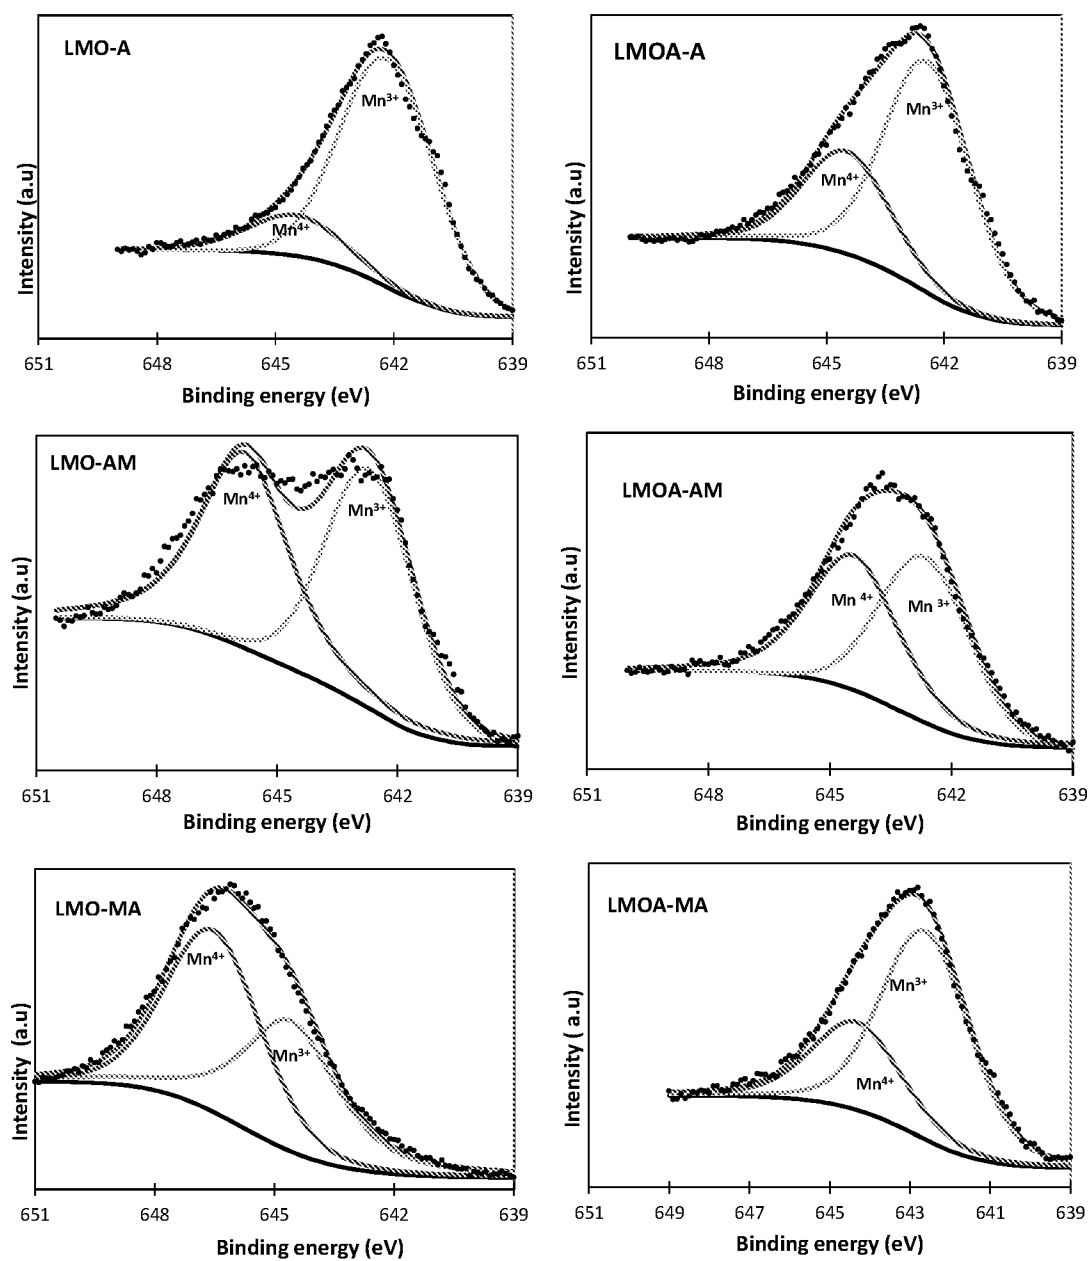 LMO-A
Mn3+
Mn4+
Intensity (a.u)
651 648 645 642 639
Binding energy (eV)
LMOA-A
Mn3+
Mn4+
Intensity (a.u)
651 648 645 642 639
Binding energy (eV)
LMO-AM
Mn4+
Mn3+
Intensity (a.u)
651 648 645 642 639
Binding energy (eV)
LMOA-AM
Mn 4+
Mn 3+
Intensity (a.u)
651 648 645 642 639
Binding energy (eV)
LMO-MA
Mn4+
Mn3+
Intensity (a.u)
651 648 645 642 639
Binding energy (eV)
LMOA-MA
Mn3+
Mn4+
Intensity ( a.u)
651 649 647 645 643 641 639
Binding energy (eV)